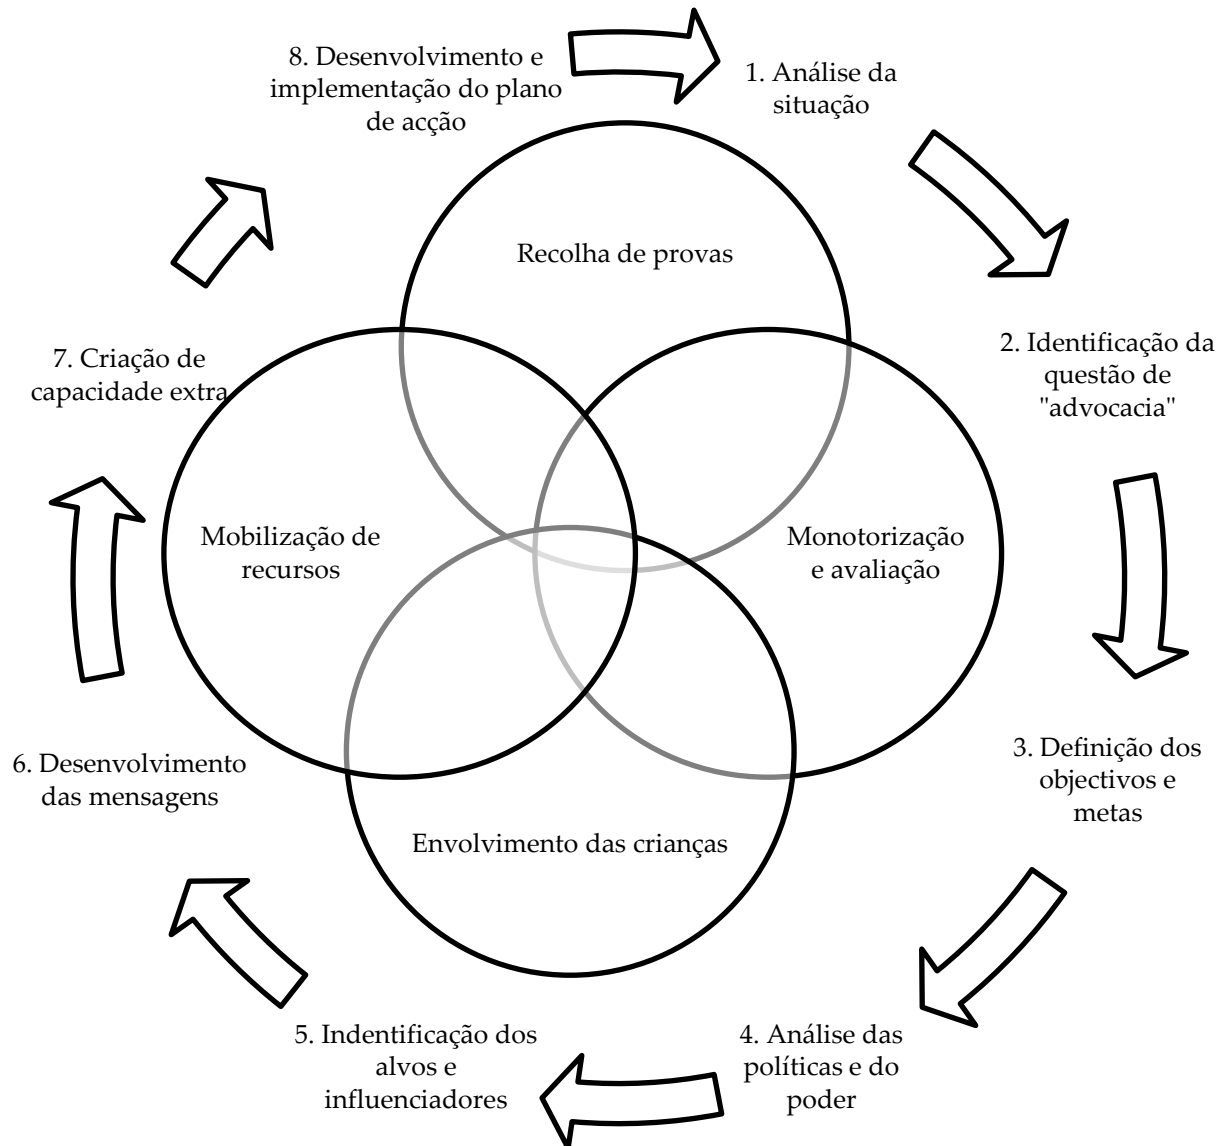 8. Desenvolvimento e
implementação do plano
de acção
1. Análise da
situação
Recolha de provas
2. Identificação da
questão de
"advocacia"
7. Criação de
capacidade extra
Mobilização de
recursos
Monotorização
e avaliação
3. Definição dos
objectivos e
metas
6. Desenvolvimento
das mensagens
Envolvimento das crianças
4. Análise das
políticas e do
poder
5. Indentificação dos
alvos e
influenciadores